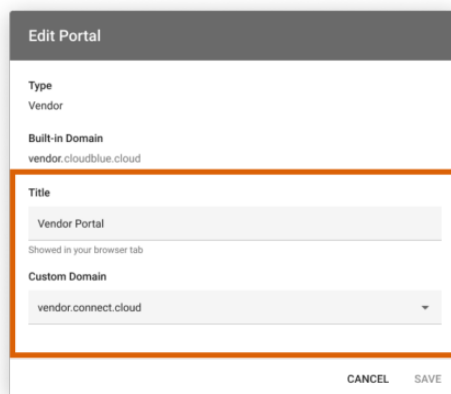 Edit Portal
Type
Vendor
Built-in Domain
vendor.cloudblue.cloud
Title
Vendor Portal
Showed in your browser tab
Custom Domain
vendor.connect.cloud
CANCEL SAVE